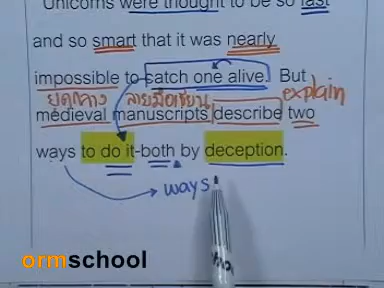 Unicorns were thought to be so fast
and so smart that it was nearly
impossible to catch one alive. But
ยุคกลาง ลายมือเขียน explain
medieval manuscripts describe two
ways to do it-both by deception.
ways
ormschool